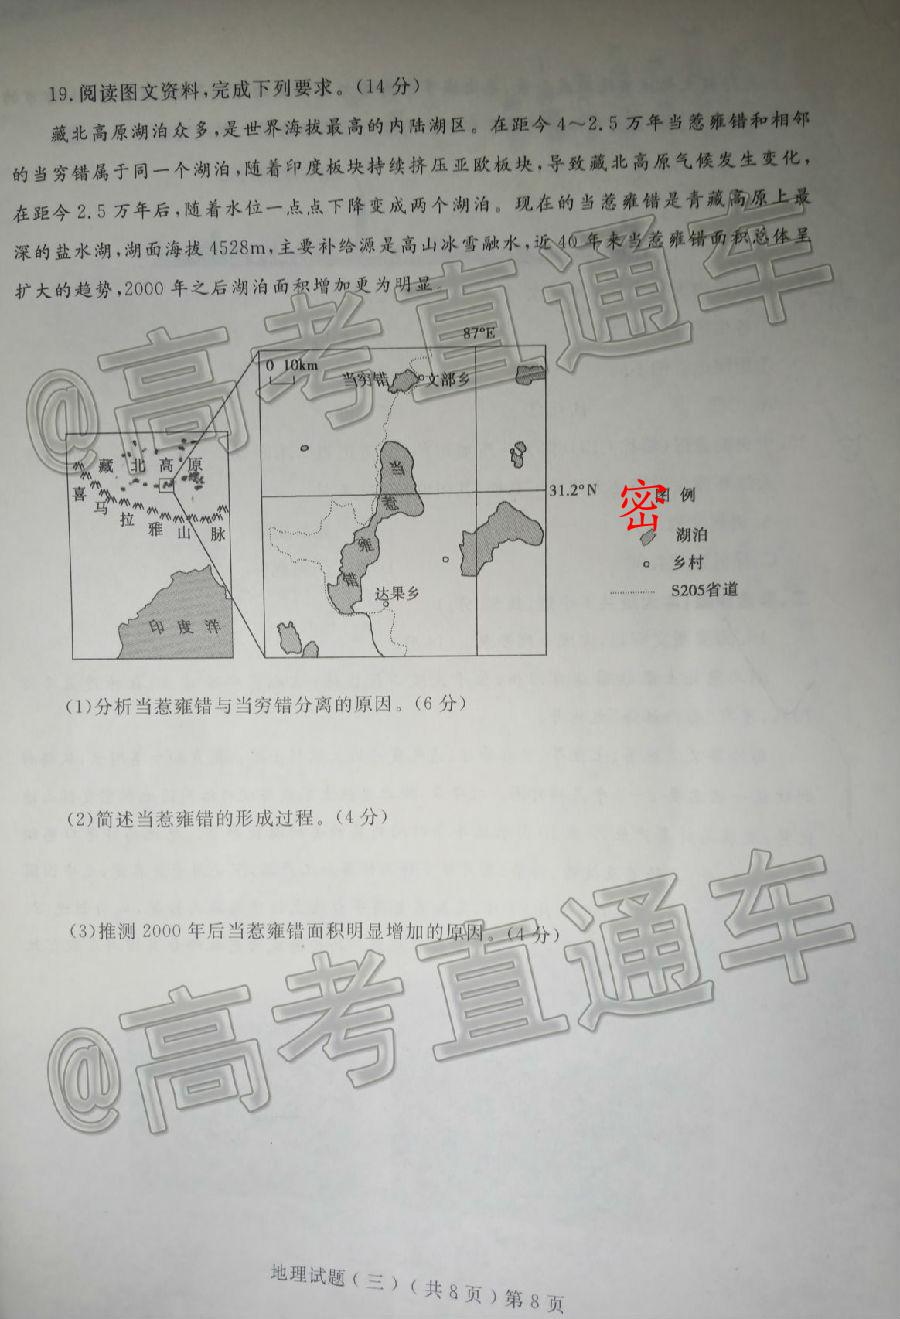 19.阅读图文资料,完成下列要求。(14分)
藏北高原湖泊众多,是世界海拔最高的内陆湖区。在距今4~2.5万年当惹雍错和相邻
的当穷错属于同一个湖泊,随着印度板块持续挤压亚欧板块,导致藏北高原气候发生变化,
在距今2.5万年后,随着水位一点点下降变成两个湖泊。现在的当惹雍错是青藏高原上最
深的盐水湖,湖面海拔4528m,主要补给源是高山冰雪融水,近40年来当惹雍错面积总体呈
扩大的趋势,2000年之后湖泊面积增加更为明显
87°E
0 10km
当穷错
文部乡
藏北高原
喜马拉雅山脉
当惹雍错
31.2°N
达果乡
印度洋
密
图例
湖泊
乡村
S205省道
(1)分析当惹雍错与当穷错分离的原因。(6分)
(2)简述当惹雍错的形成过程。(4分)
(3)推测2000年后当惹雍错面积明显增加的原因。(4分)
@高考直通车
@高考直通车
地理试题(三)(共8页)第8页